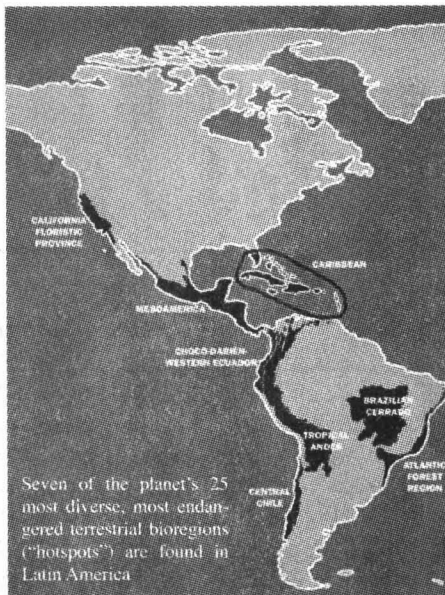 CALIFORNIA
FLORISTIC
PROVINCE
CARIBBEAN
MESOAMERICA
CHOCO-DARIEN-
WESTERN ECUADOR
BRAZILIAN
CERRADO
TROPICAL
ANDES
ATLANTIC
FOREST
REGION
CENTRAL
CHILE
Seven of the planet's 25
most diverse, most endan-
gered terrestrial bioregions
("hotspots") are found in
Latin America